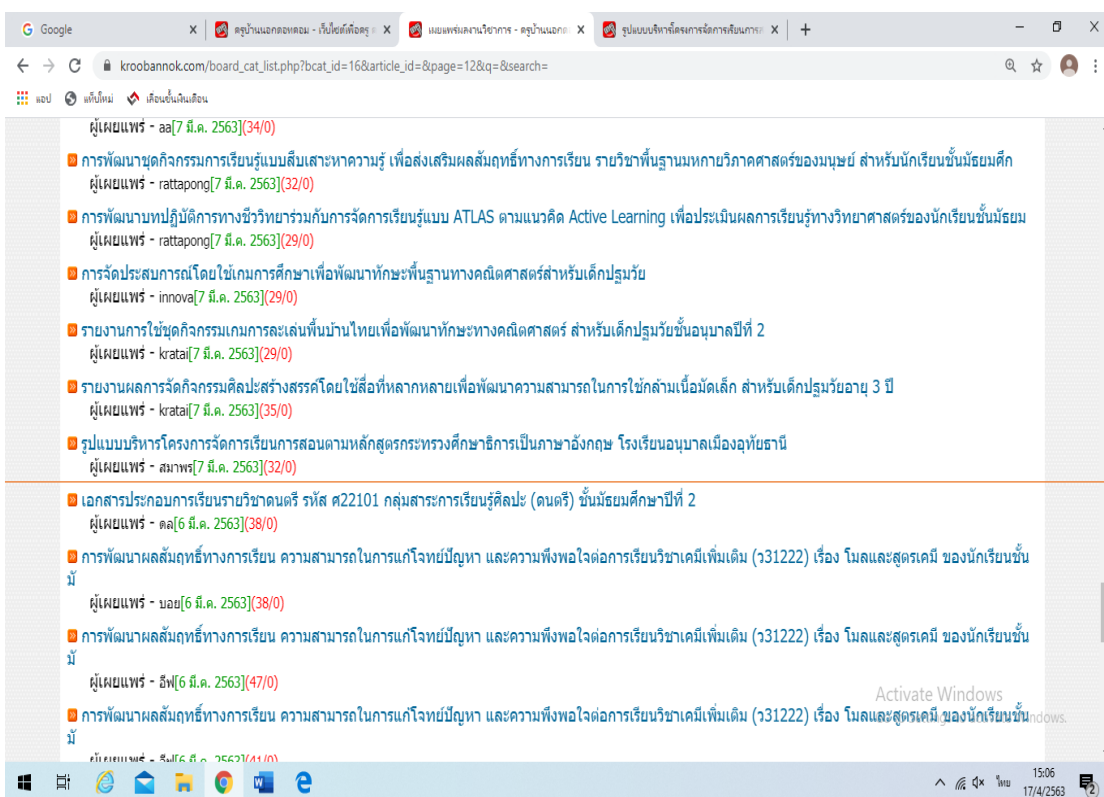 Google
ครูบ้านนอกดอทคอม - เว็บไซต์เพื่อครู
เผยแพร่ผลงานวิชาการ - ครูบ้านนอก
รูปแบบบริหารโครงการจัดการเรียนการส
kroobannok.com/board_cat_list.php?bcat_id=16&article_id=&page=12&q=&search=
แอป แท็บใหม่ เลื่อนขั้นเงินเดือน
ผู้เผยแพร่ - aa[7 มี.ค. 2563](34/0)
การพัฒนาชุดกิจกรรมการเรียนรู้แบบสืบเสาะหาความรู้ เพื่อส่งเสริมผลสัมฤทธิ์ทางการเรียน รายวิชาพื้นฐานมหกายวิภาคศาสตร์ของมนุษย์ สำหรับนักเรียนชั้นมัธยมศึก
ผู้เผยแพร่ - rattapong[7 มี.ค. 2563](32/0)
การพัฒนาบทปฏิบัติการทางชีววิทยาร่วมกับการจัดการเรียนรู้แบบ ATLAS ตามแนวคิด Active Learning เพื่อประเมินผลการเรียนรู้ทางวิทยาศาสตร์ของนักเรียนชั้นมัธยม
ผู้เผยแพร่ - rattapong[7 มี.ค. 2563](29/0)
การจัดประสบการณ์โดยใช้เกมการศึกษาเพื่อพัฒนาทักษะพื้นฐานทางคณิตศาสตร์สำหรับเด็กปฐมวัย
ผู้เผยแพร่ - innova[7 มี.ค. 2563](29/0)
รายงานการใช้ชุดกิจกรรมเกมการละเล่นพื้นบ้านไทยเพื่อพัฒนาทักษะทางคณิตศาสตร์ สำหรับเด็กปฐมวัยชั้นอนุบาลปีที่ 2
ผู้เผยแพร่ - kratai[7 มี.ค. 2563](29/0)
รายงานผลการจัดกิจกรรมศิลปะสร้างสรรค์โดยใช้สื่อที่หลากหลายเพื่อพัฒนาความสามารถในการใช้กล้ามเนื้อมัดเล็ก สำหรับเด็กปฐมวัยอายุ 3 ปี
ผู้เผยแพร่ - kratai[7 มี.ค. 2563](35/0)
รูปแบบบริหารโครงการจัดการเรียนการสอนตามหลักสูตรกระทรวงศึกษาธิการเป็นภาษาอังกฤษ โรงเรียนอนุบาลเมืองอุทัยธานี
ผู้เผยแพร่ - สมาพร[7 มี.ค. 2563](32/0)
เอกสารประกอบการเรียนรายวิชาดนตรี รหัส ศ22101 กลุ่มสาระการเรียนรู้ศิลปะ (ดนตรี) ชั้นมัธยมศึกษาปีที่ 2
ผู้เผยแพร่ - ดล[6 มี.ค. 2563](38/0)
การพัฒนาผลสัมฤทธิ์ทางการเรียน ความสามารถในการแก้โจทย์ปัญหา และความพึงพอใจต่อการเรียนวิชาเคมีเพิ่มเติม (ว31222) เรื่อง โมลและสูตรเคมี ของนักเรียนชั้น
มั
ผู้เผยแพร่ - บอย[6 มี.ค. 2563](38/0)
การพัฒนาผลสัมฤทธิ์ทางการเรียน ความสามารถในการแก้โจทย์ปัญหา และความพึงพอใจต่อการเรียนวิชาเคมีเพิ่มเติม (ว31222) เรื่อง โมลและสูตรเคมี ของนักเรียนชั้น
มั
ผู้เผยแพร่ - อีฟ[6 มี.ค. 2563](47/0)
Activate Windows
การพัฒนาผลสัมฤทธิ์ทางการเรียน ความสามารถในการแก้โจทย์ปัญหา และความพึงพอใจต่อการเรียนวิชาเคมีเพิ่มเติม (ว31222) เรื่อง โมลและสูตรเคมี ของนักเรียนชั้น
มั
ผู้เผยแพร่ - อีฟ[6 มี.ค. 2563](41/0)
ไทย
15:06
17/4/2563
2